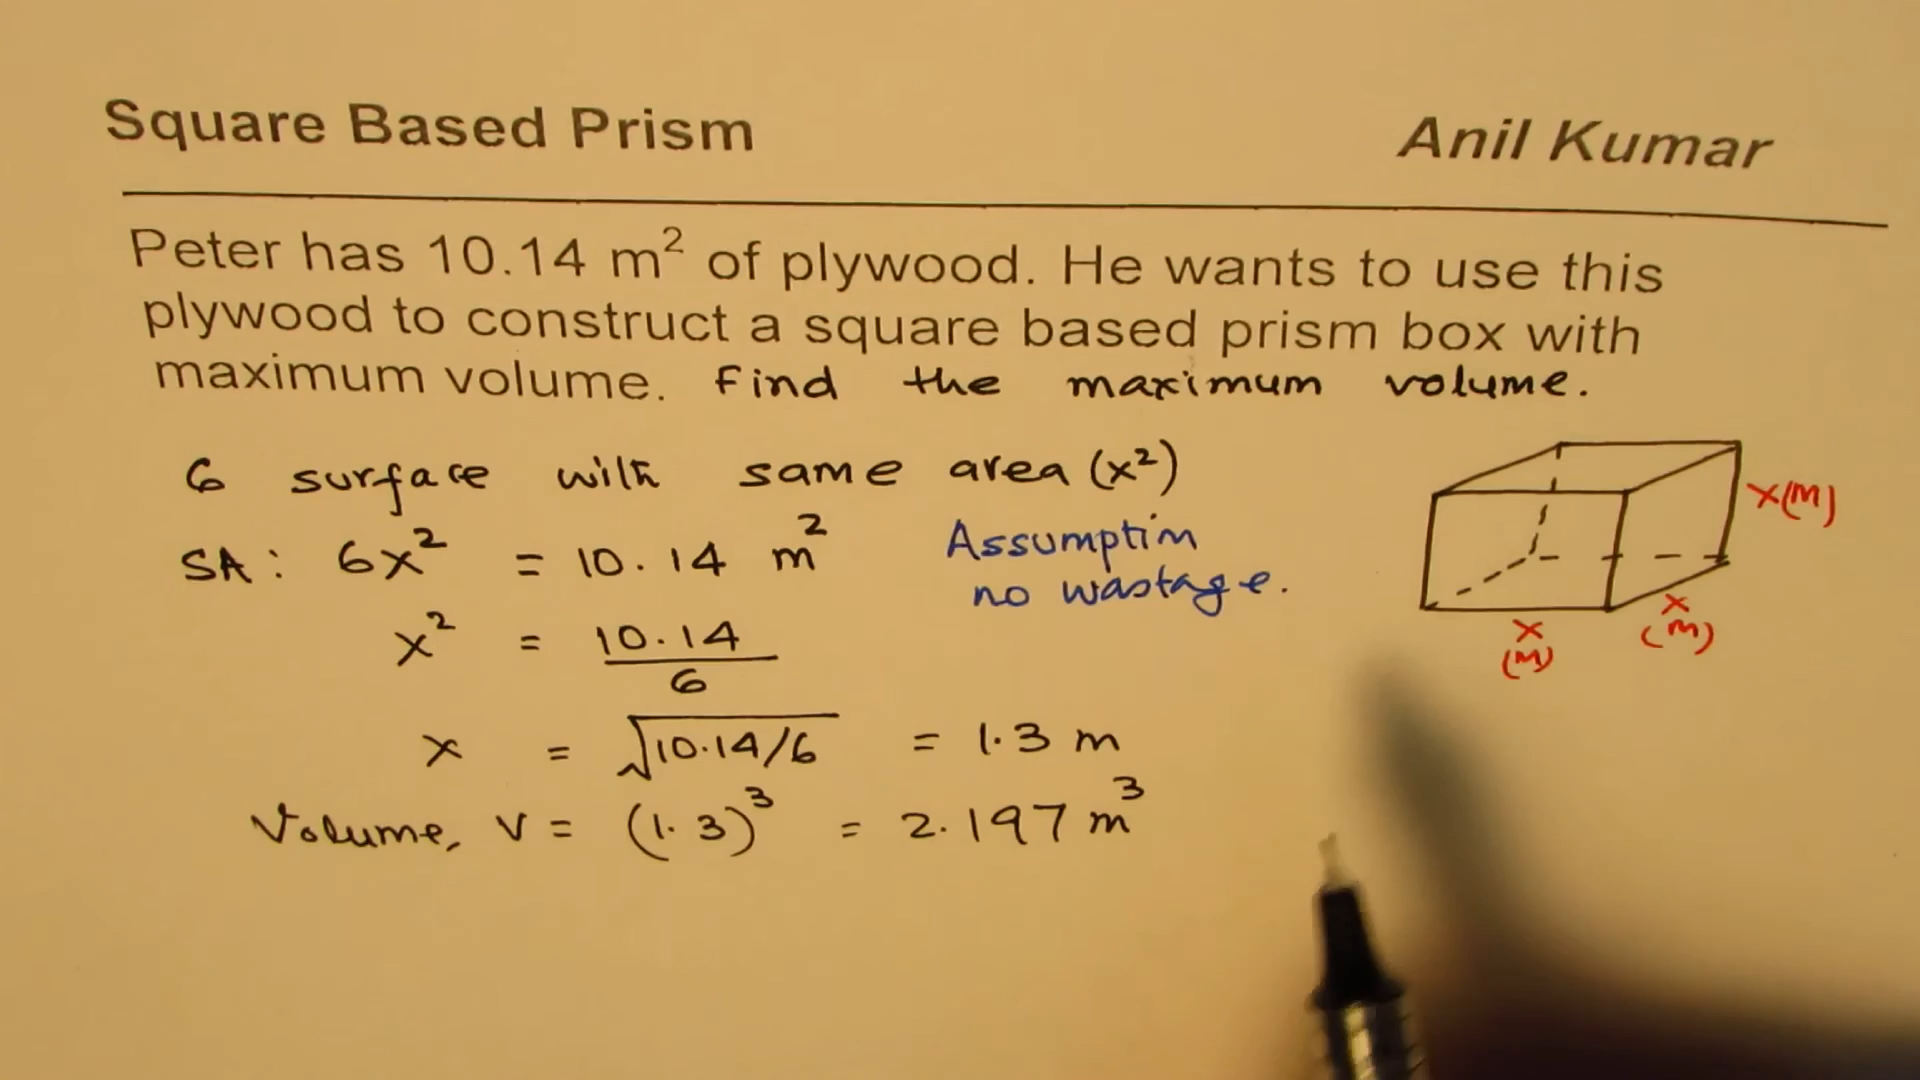 Square Based Prism
Anil Kumar
Peter has 10.14 m² of plywood. He wants to use this
plywood to construct a square based prism box with
maximum volume. Find the maximum volume.
6 surface with same area (x²)
SA: 6x² = 10.14 m²
Assumptin
no wastage.
x² = 10.14 / 6
x = √10.14/6 = 1.3 m
Volume, V = (1.3)³ = 2.197 m³
x(m)
x
(m)
x
(m)